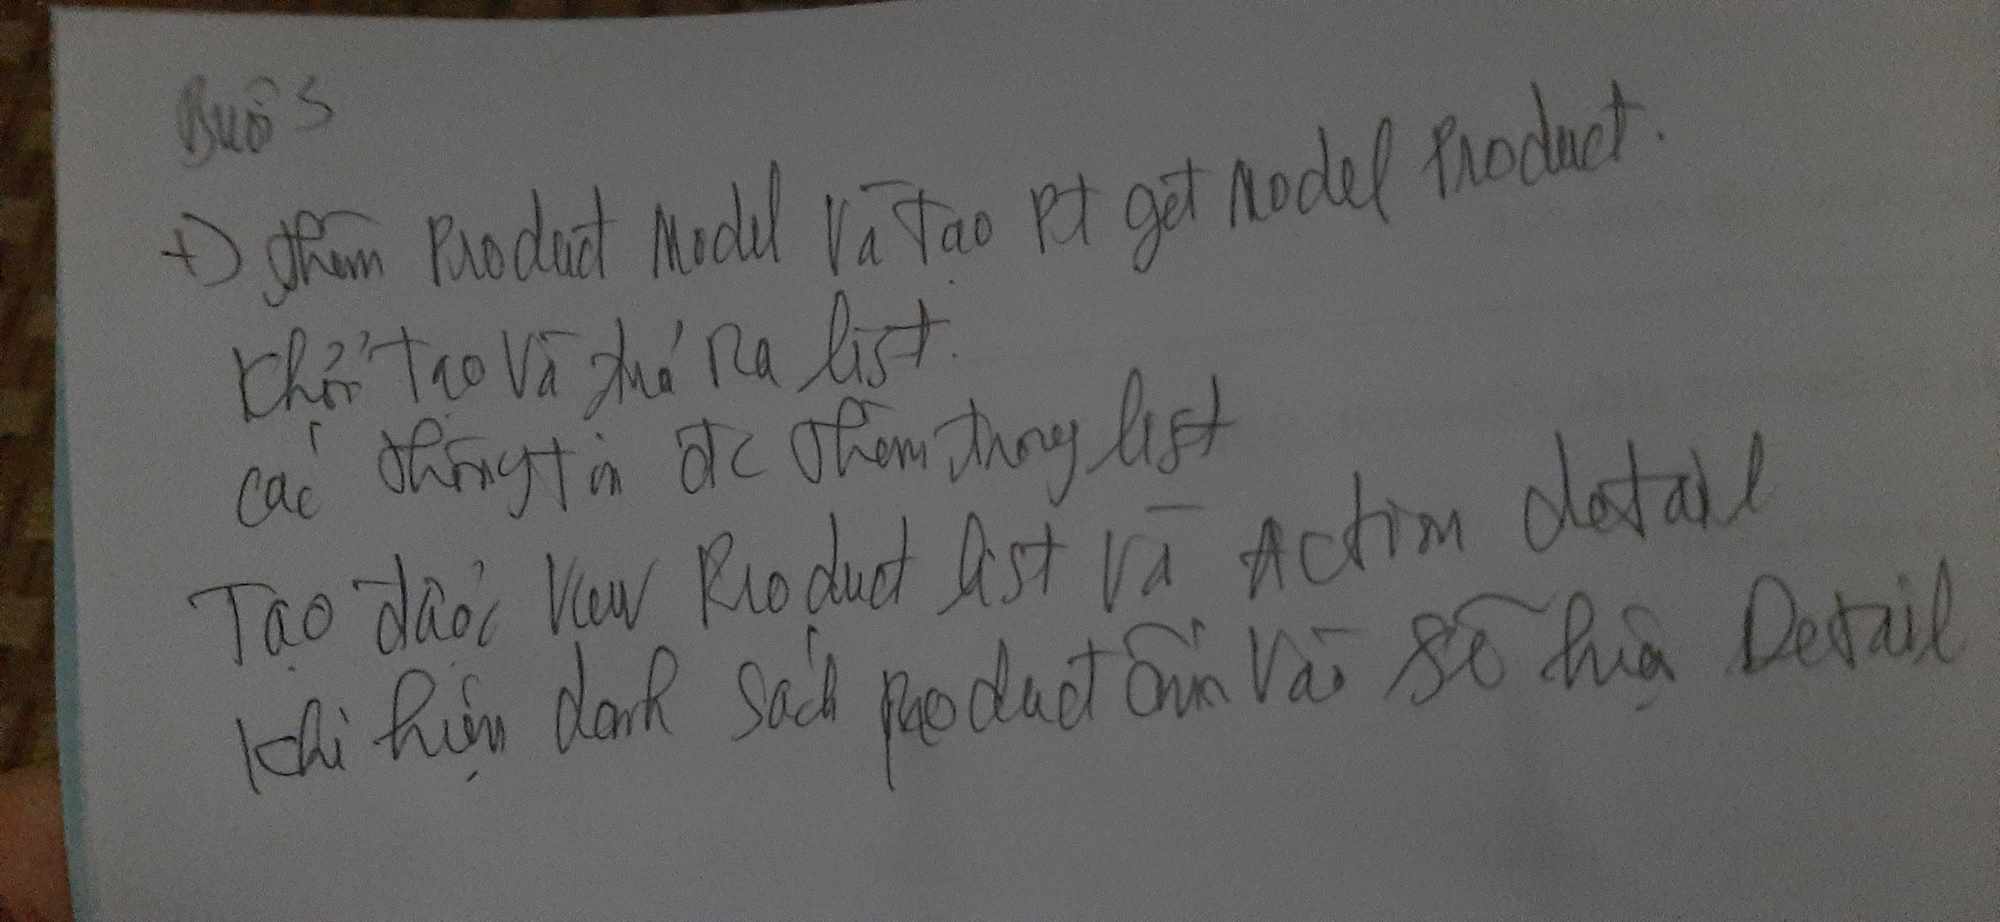 Buổi 5
+) thêm Product Model và tạo Pt get Model Product.
Khởi tạo và trả ra list.
các thông tin đc thêm trong list
Tạo được View Product list và Action detail
Khi hiện danh sách product ấn vào sẽ hiện Detail